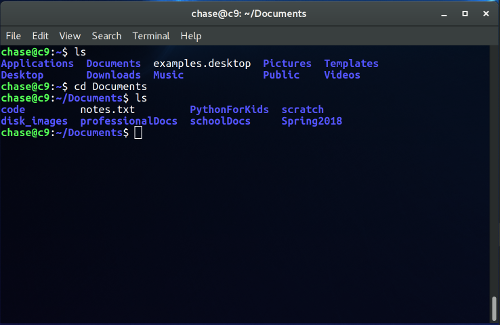 chase@c9:~/Documents
File Edit View Search Terminal Help
chase@c9:~$ ls
Applications Documents examples.desktop Pictures Templates
Desktop Downloads Music Public Videos
chase@c9:~$ cd Documents
chase@c9:~/Documents$ ls
code notes.txt PythonForKids scratch
disk_images professionalDocs schoolDocs Spring2018
chase@c9:~/Documents$